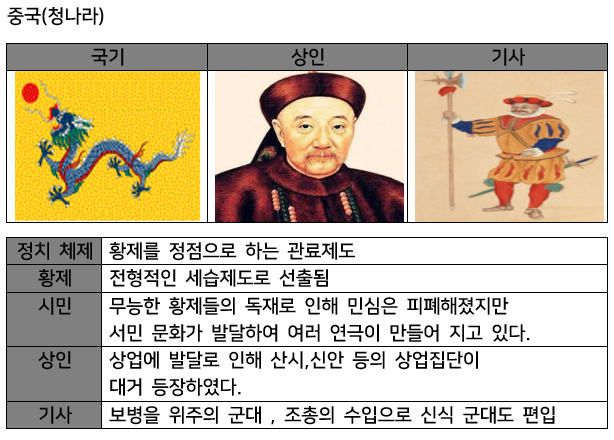 중국(청나라)
국기 상인 기사
정치 체제 황제를 정점으로 하는 관료제도
황제 전형적인 세습제도로 선출됨
시민 무능한 황제들의 독재로 인해 민심은 피폐해졌지만
서민 문화가 발달하여 여러 연극이 만들어 지고 있다.
상인 상업에 발달로 인해 산시,신안 등의 상업집단이
대거 등장하였다.
기사 보병을 위주의 군대 , 조총의 수입으로 신식 군대도 편입